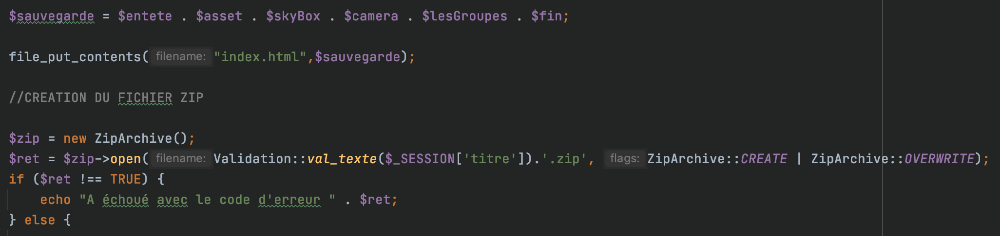 $sauvegarde = $entete . $asset . $skyBox . $camera . $lesGroupes . $fin;
file_put_contents( filename: "index.html",$sauvegarde);
//CREATION DU FICHIER ZIP
$zip = new ZipArchive();
$ret = $zip->open( filename: Validation::val_texte($_SESSION['titre']).'.zip', flags: ZipArchive::CREATE | ZipArchive::OVERWRITE);
if ($ret !== TRUE) {
echo "A échoué avec le code d'erreur " . $ret;
} else {